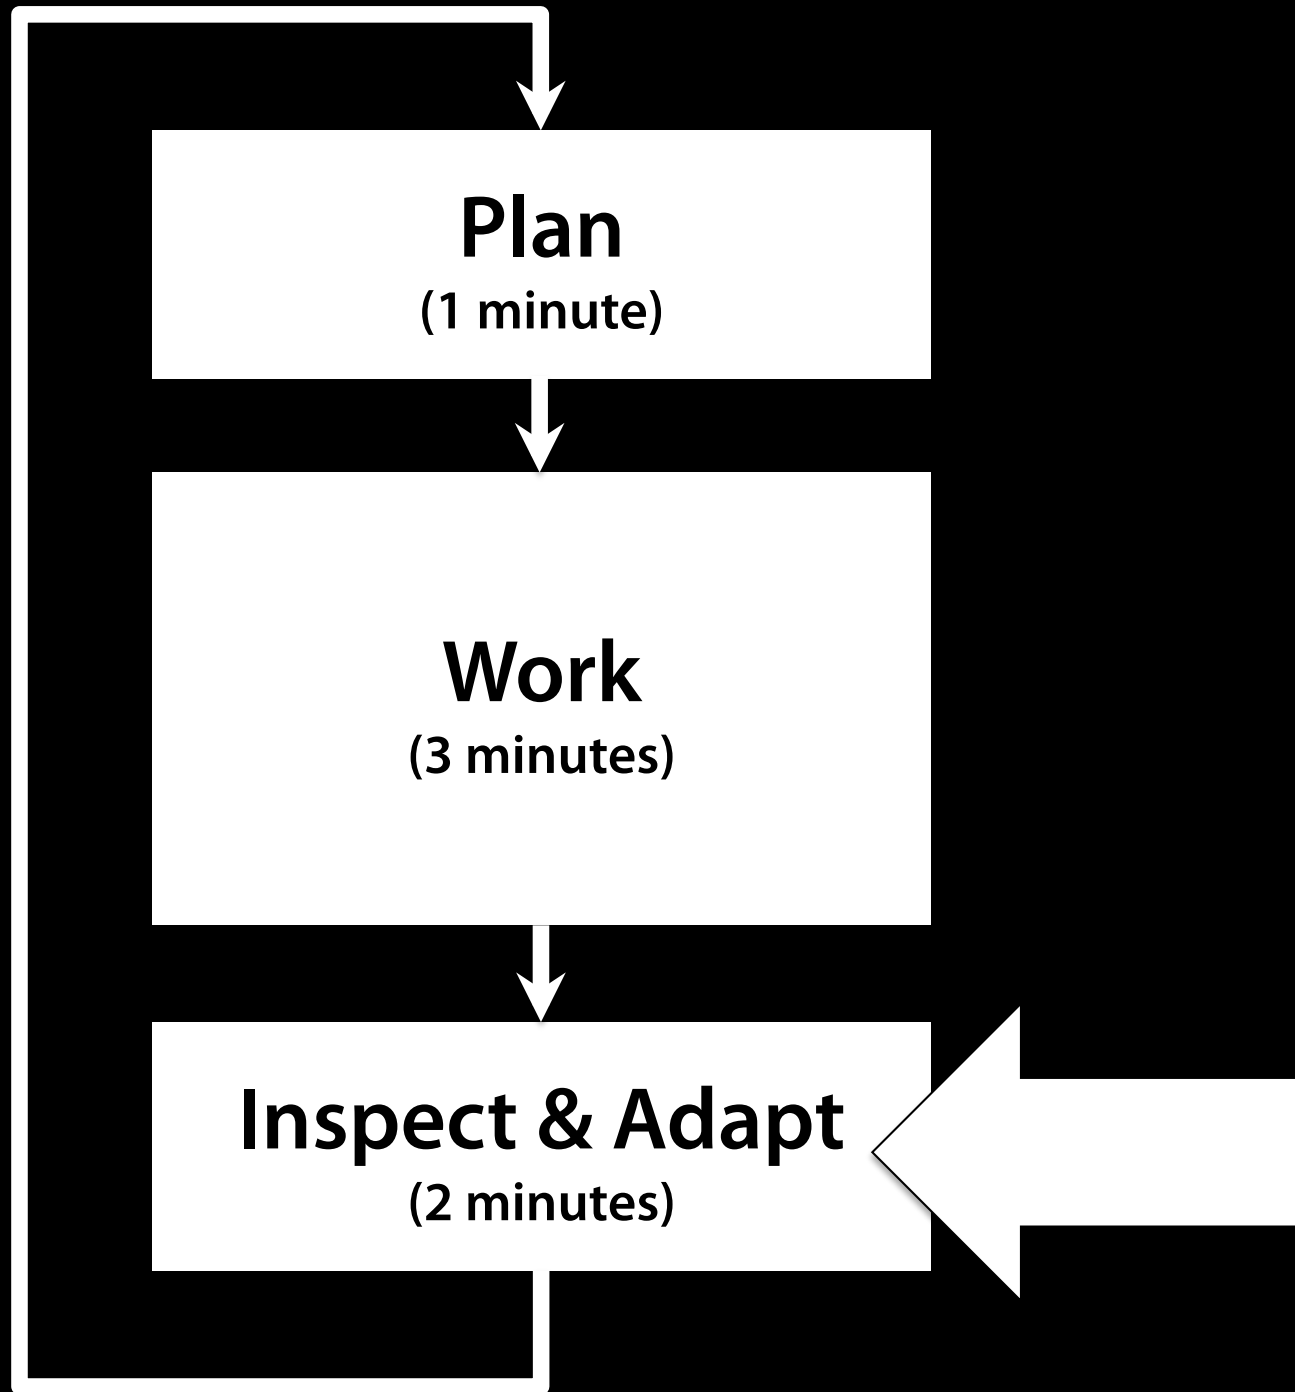 Plan
(1 minute)
Work
(3 minutes)
Inspect & Adapt
(2 minutes)